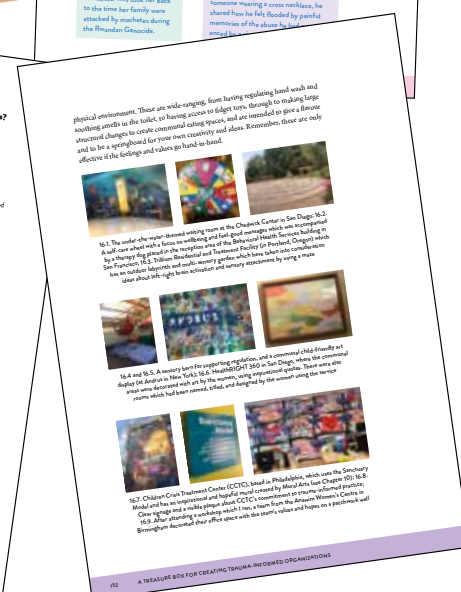 to the time her family were
attacked by machetes during
the Rwandan Genocide.
someone wearing a cross necklace, he
shared how he felt flooded by painful
memories of the abuse he had
s?
physical environment. These are wide-ranging, from having regulating hand wash and
soothing smells in the toilet, to having access to fidget toys, through to making large
structural changes to create communal eating spaces, and are intended to give a flavour
and to be a springboard for your own creativity and ideas. Remember, these are only
effective if the feelings and values go hand-in-hand.
16.1. The under-the-water-themed waiting room at the Chadwick Center in San Diego; 16.2.
A self-care wheel with a focus on wellbeing and feel-good messages which was accompanied
by a therapy dog placed in the reception area of the Behavioral Health Services building in
San Francisco; 16.3. Trillium Residential and Treatment Facility (in Portland, Oregon) which
has an outdoor labyrinth and multi-sensory garden which have taken into consideration
ideas about left-right brain activation and sensory attachment by using a maze
16.4 and 16.5. A sensory barn for supporting regulation, and a communal child-friendly art
display (at Andrus in New York); 16.6. HealthRIGHT 360 in San Diego, where the communal
areas were decorated with art by the women, using inspirational quotes. There were also
rooms which had been named, titled, and designed by the women using the service
16.7. Children Crisis Treatment Center (CCTC), based in Philadelphia, which uses the Sanctuary
Model and has an inspirational and hopeful mural created by Mural Arts (see Chapter 10); 16.8.
Clear signage and a visible plaque about CCTC's commitment to trauma-informed practice;
16.9. After attending a workshop which I ran, a team from the Anawim Women's Centre in
Birmingham decorated their office space with the team's values and hopes on a patchwork wall
152 A TREASURE BOX FOR CREATING TRAUMA-INFORMED ORGANIZATIONS